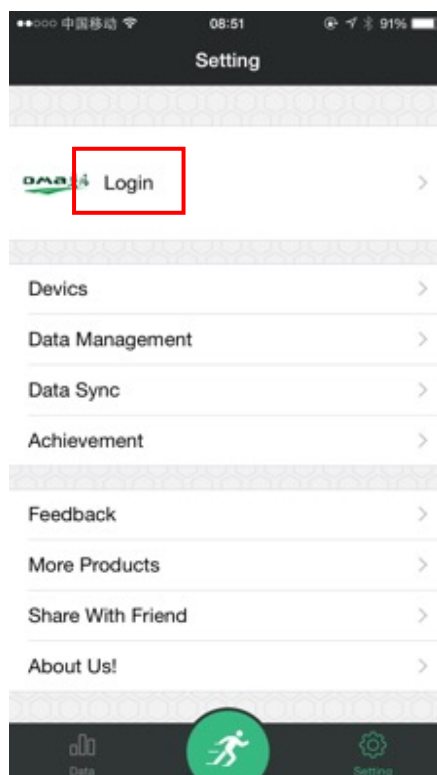 中国移动 08:51 91%
Setting
Login
Devics
Data Management
Data Sync
Achievement
Feedback
More Products
Share With Friend
About Us!
Data Setting